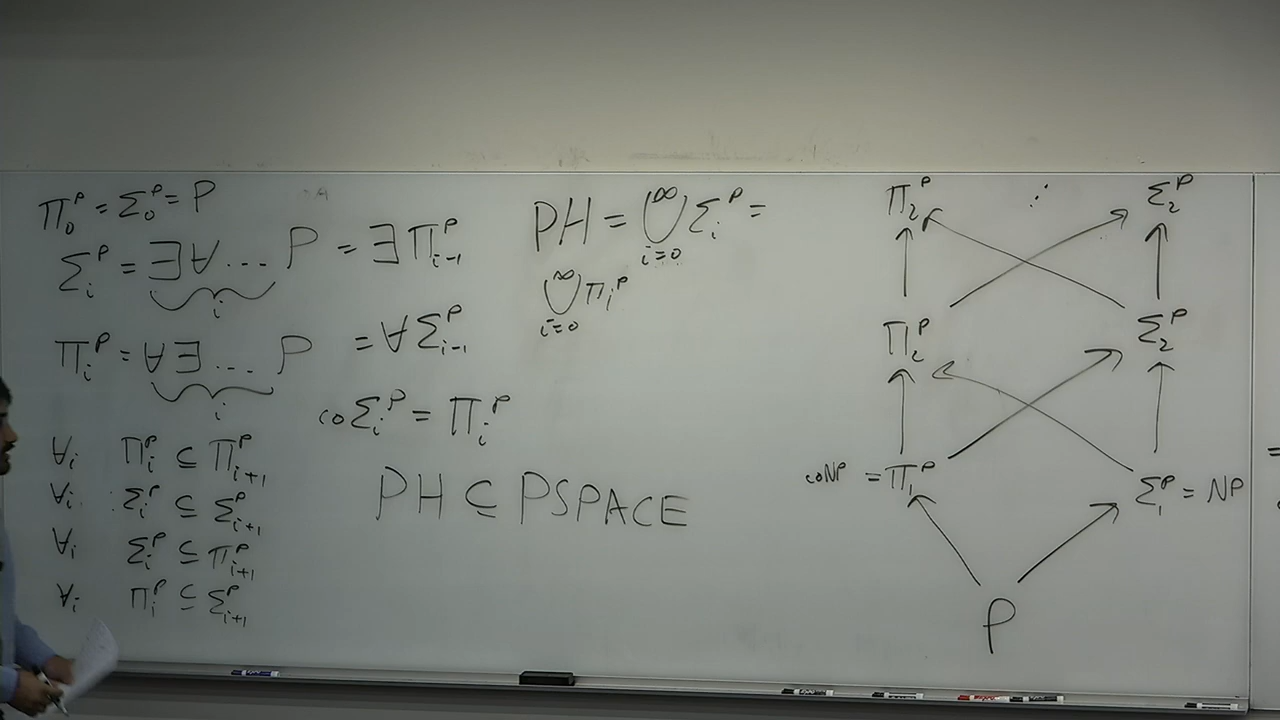 Π₀ᴾ = Σ₀ᴾ = P
Σᵢᴾ = ∃∀... P = ∃ Πᵢ₋₁ᴾ
i
Πᵢᴾ = ∀∃... P = ∀ Σᵢ₋₁ᴾ
i
coΣᵢᴾ = Πᵢᴾ
∀i Πᵢᴾ ⊆ Πᵢ₊₁ᴾ
∀i Σᵢᴾ ⊆ Σᵢ₊₁ᴾ
∀i Σᵢᴾ ⊆ Πᵢ₊₁ᴾ
∀i Πᵢᴾ ⊆ Σᵢ₊₁ᴾ
PH = ⋃_{i=0}^∞ Σᵢᴾ =
⋃_{i=0}^∞ Πᵢᴾ
PH ⊆ PSPACE
Π₂ᴾ ⋮ Σ₂ᴾ
Π₂ᴾ Σ₂ᴾ
coNP = Π₁ᴾ Σ₁ᴾ = NP
P